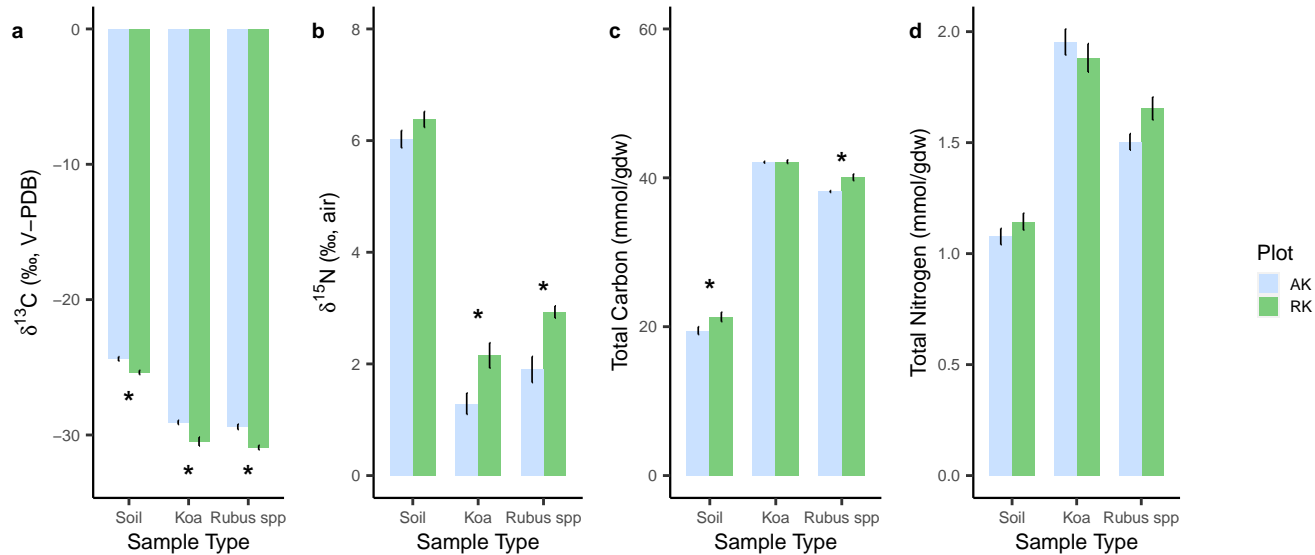 a
δ13C (‰, V−PDB)
0
−10
−20
−30
*
*
*
Soil
Koa
Rubus spp
Sample Type
b
δ15N (‰, air)
8
6
4
2
0
*
*
Soil
Koa
Rubus spp
Sample Type
c
Total Carbon (mmol/gdw)
60
40
20
0
*
*
Soil
Koa
Rubus spp
Sample Type
d
Total Nitrogen (mmol/gdw)
2.0
1.5
1.0
0.5
0.0
Soil
Koa
Rubus spp
Sample Type
Plot
AK
RK